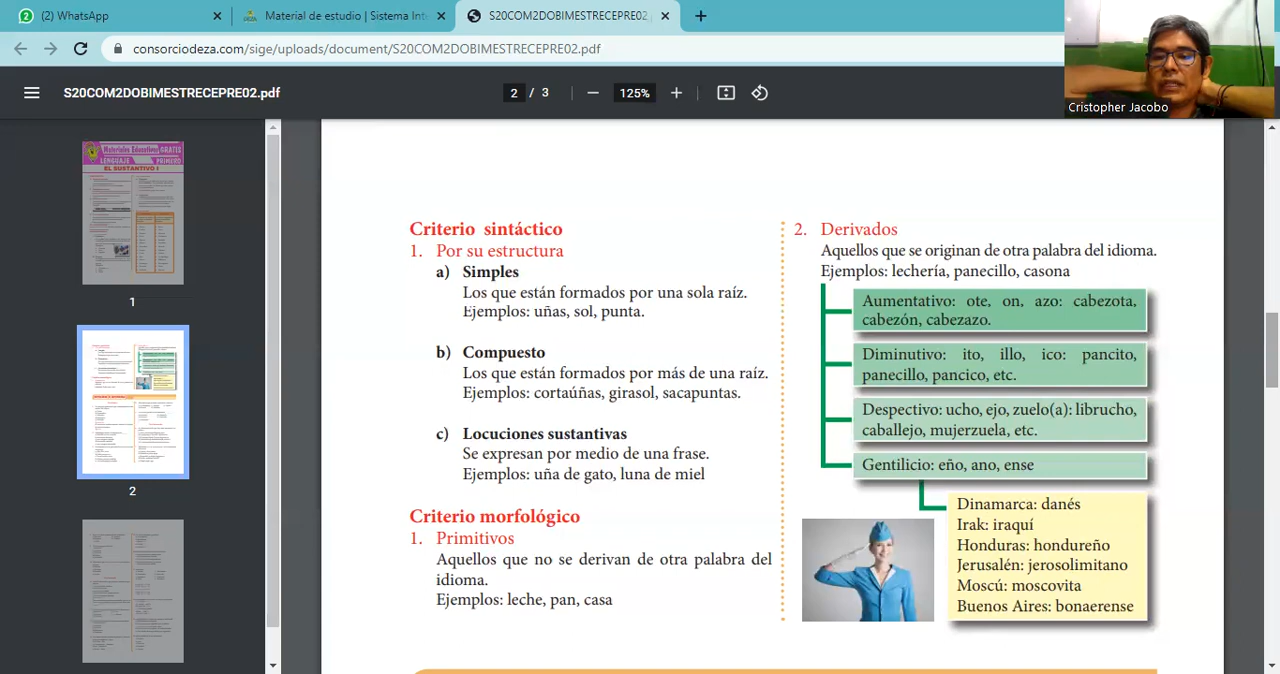 (2) WhatsApp
Material de estudio | Sistema Int
S20COM2DOBIMESTRECEPRE02
consorciodeza.com/sige/uploads/document/S20COM2DOBIMESTRECEPRE02.pdf
Cristopher Jacobo
S20COM2DOBIMESTRECEPRE02.pdf
2 / 3
125%
Materiales Educativos GRATIS
LENGUAJE PRIMERO
EL SUSTANTIVO I
1
2
Criterio sintáctico
1. Por su estructura
a) Simples
Los que están formados por una sola raíz.
Ejemplos: uñas, sol, punta.
b) Compuesto
Los que están formados por más de una raíz.
Ejemplos: cortaúñas, girasol, sacapuntas.
c) Locuciones sustantivas
Se expresan por medio de una frase.
Ejemplos: uña de gato, luna de miel
Criterio morfológico
1. Primitivos
Aquellos que no se derivan de otra palabra del
idioma.
Ejemplos: leche, pan, casa
2. Derivados
Aquellos que se originan de otra palabra del idioma.
Ejemplos: lechería, panecillo, casona
Aumentativo: ote, on, azo: cabezota,
cabezón, cabezazo.
Diminutivo: ito, illo, ico: pancito,
panecillo, pancico, etc.
Despectivo: ucho, ejo, zuelo(a): librucho,
caballejo, mujerzuela, etc.
Gentilicio: eño, ano, ense
Dinamarca: danés
Irak: iraquí
Honduras: hondureño
Jerusalén: jerosolimitano
Moscú: moscovita
Buenos Aires: bonaerense